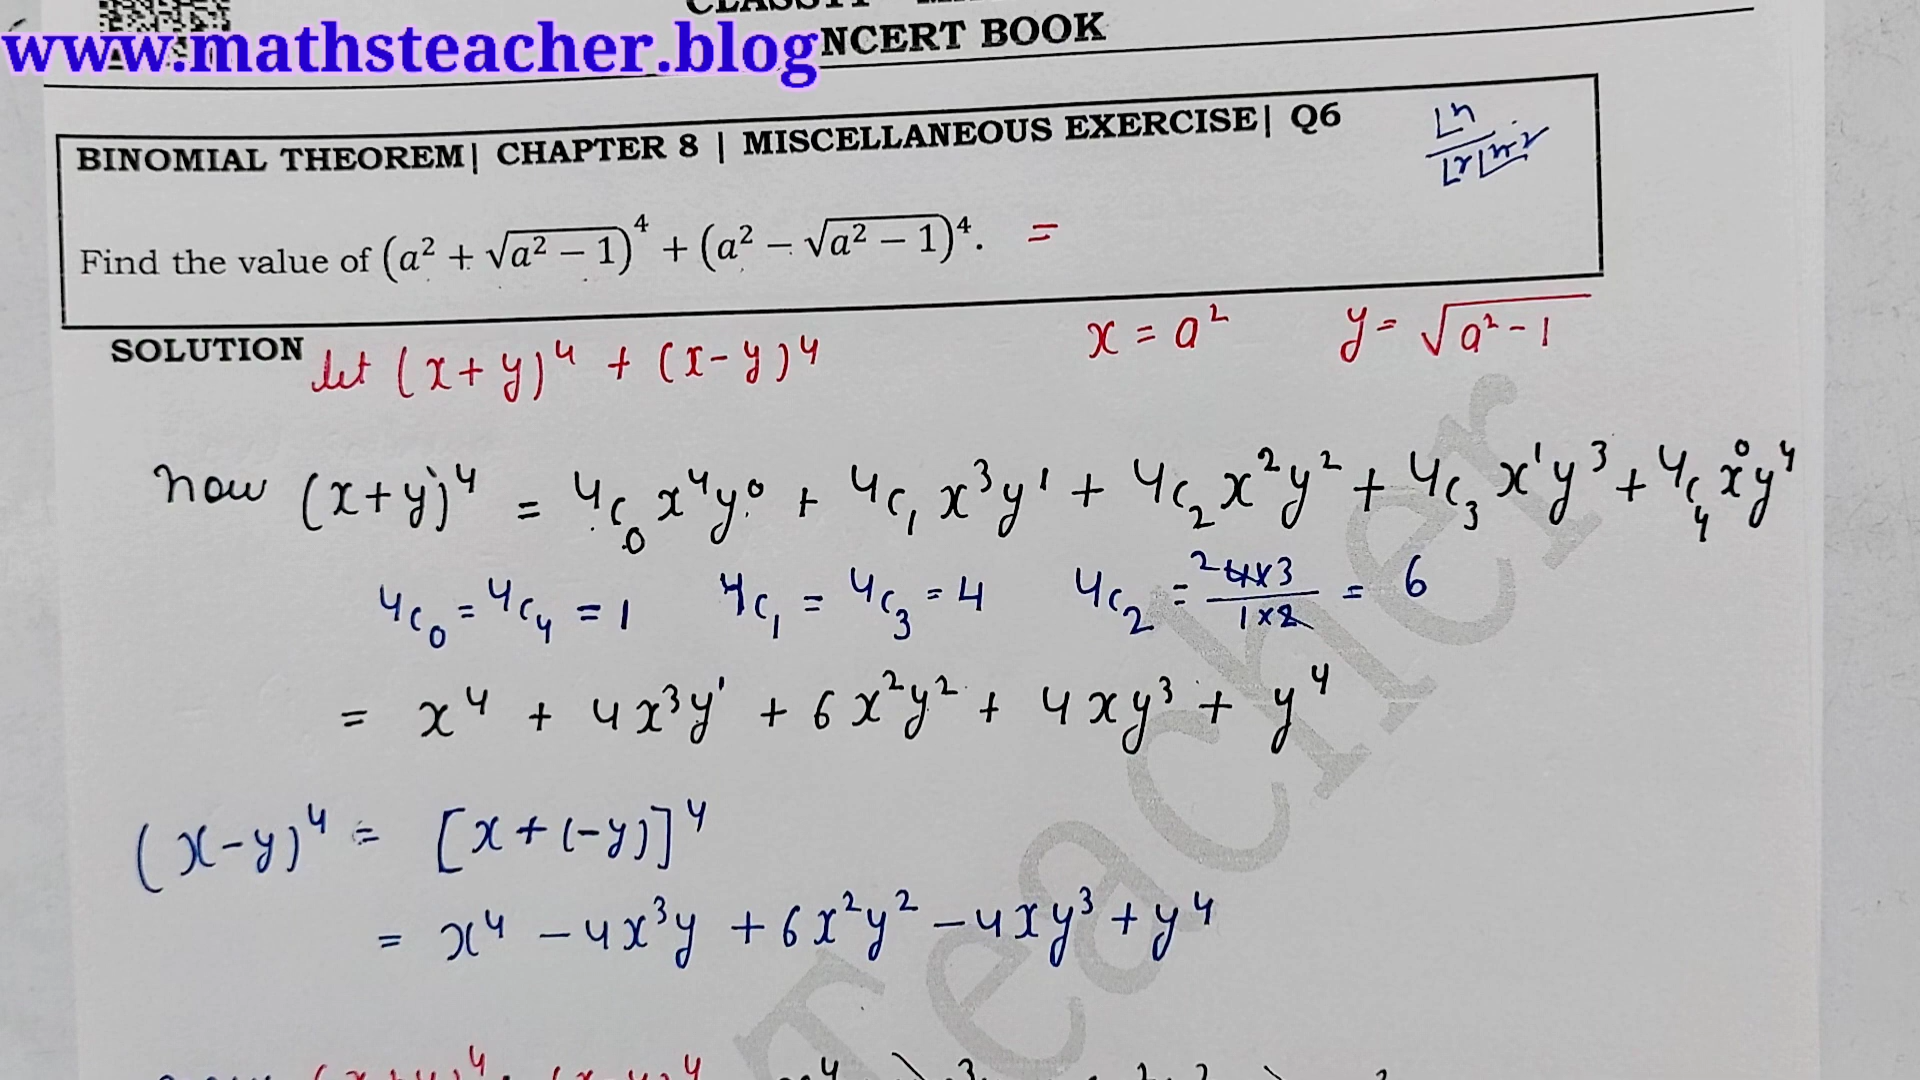 www.mathsteacher.blog NCERT BOOK
BINOMIAL THEOREM| CHAPTER 8 | MISCELLANEOUS EXERCISE| Q6
Find the value of (a² + √(a² − 1))⁴ + (a² − √(a² − 1))⁴. =
SOLUTION let (x+y)⁴ + (x-y)⁴ x = a² y = √(a²-1)
Now (x+y)⁴ = 4c₀ x⁴y⁰ + 4c₁ x³y¹ + 4c₂ x²y² + 4c₃ x¹y³ + 4c₄ x⁰y⁴
4c₀ = 4c₄ = 1 4c₁ = 4c₃ = 4 4c₂ = ²4×3/1×2 = 6
= x⁴ + 4x³y¹ + 6x²y² + 4xy³ + y⁴
(x-y)⁴ = [x+(-y)]⁴
= x⁴ - 4x³y + 6x²y² - 4xy³ + y⁴
Teacher